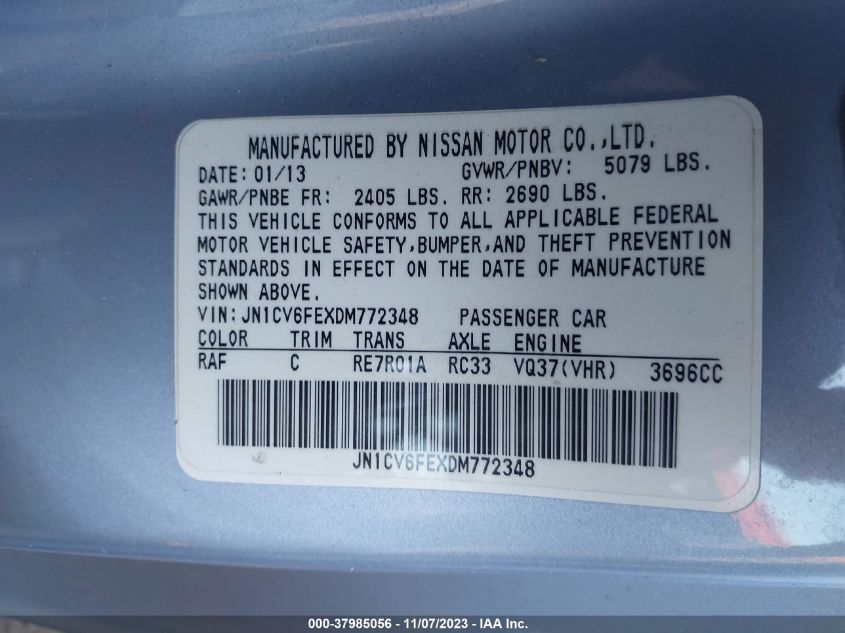 MANUFACTURED BY NISSAN MOTOR CO.,LTD.
DATE: 01/13 GVWR/PNBV: 5079 LBS.
GAWR/PNBE FR: 2405 LBS. RR: 2690 LBS.
THIS VEHICLE CONFORMS TO ALL APPLICABLE FEDERAL
MOTOR VEHICLE SAFETY,BUMPER,AND THEFT PREVENTION
STANDARDS IN EFFECT ON THE DATE OF MANUFACTURE
SHOWN ABOVE.
VIN:JN1CV6FEXDM772348 PASSENGER CAR
COLOR TRIM TRANS AXLE ENGINE
RAF C RE7R01A RC33 VQ37(VHR) 3696CC
JN1CV6FEXDM772348
000-37985056 - 11/07/2023 - IAA Inc.